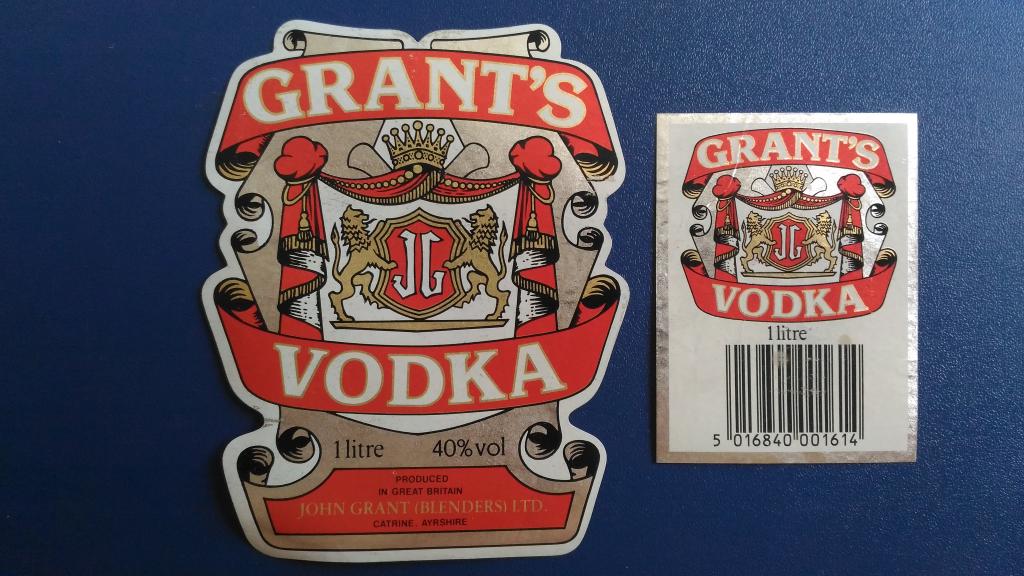 GRANT'S
JG
VODKA
1 litre 40% vol
PRODUCED
IN GREAT BRITAIN
JOHN GRANT (BLENDERS) LTD.
CATRINE, AYRSHIRE
GRANT'S
JG
VODKA
1 litre
5 016840 001614